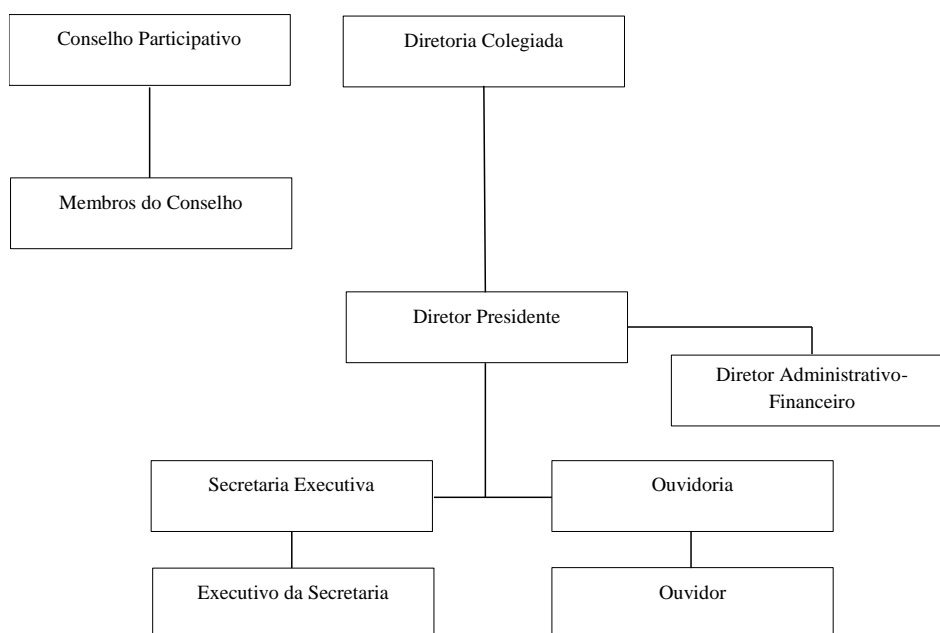 Conselho Participativo
Diretoria Colegiada
Membros do Conselho
Diretor Presidente
Diretor Administrativo-
Financeiro
Secretaria Executiva
Ouvidoria
Executivo da Secretaria
Ouvidor